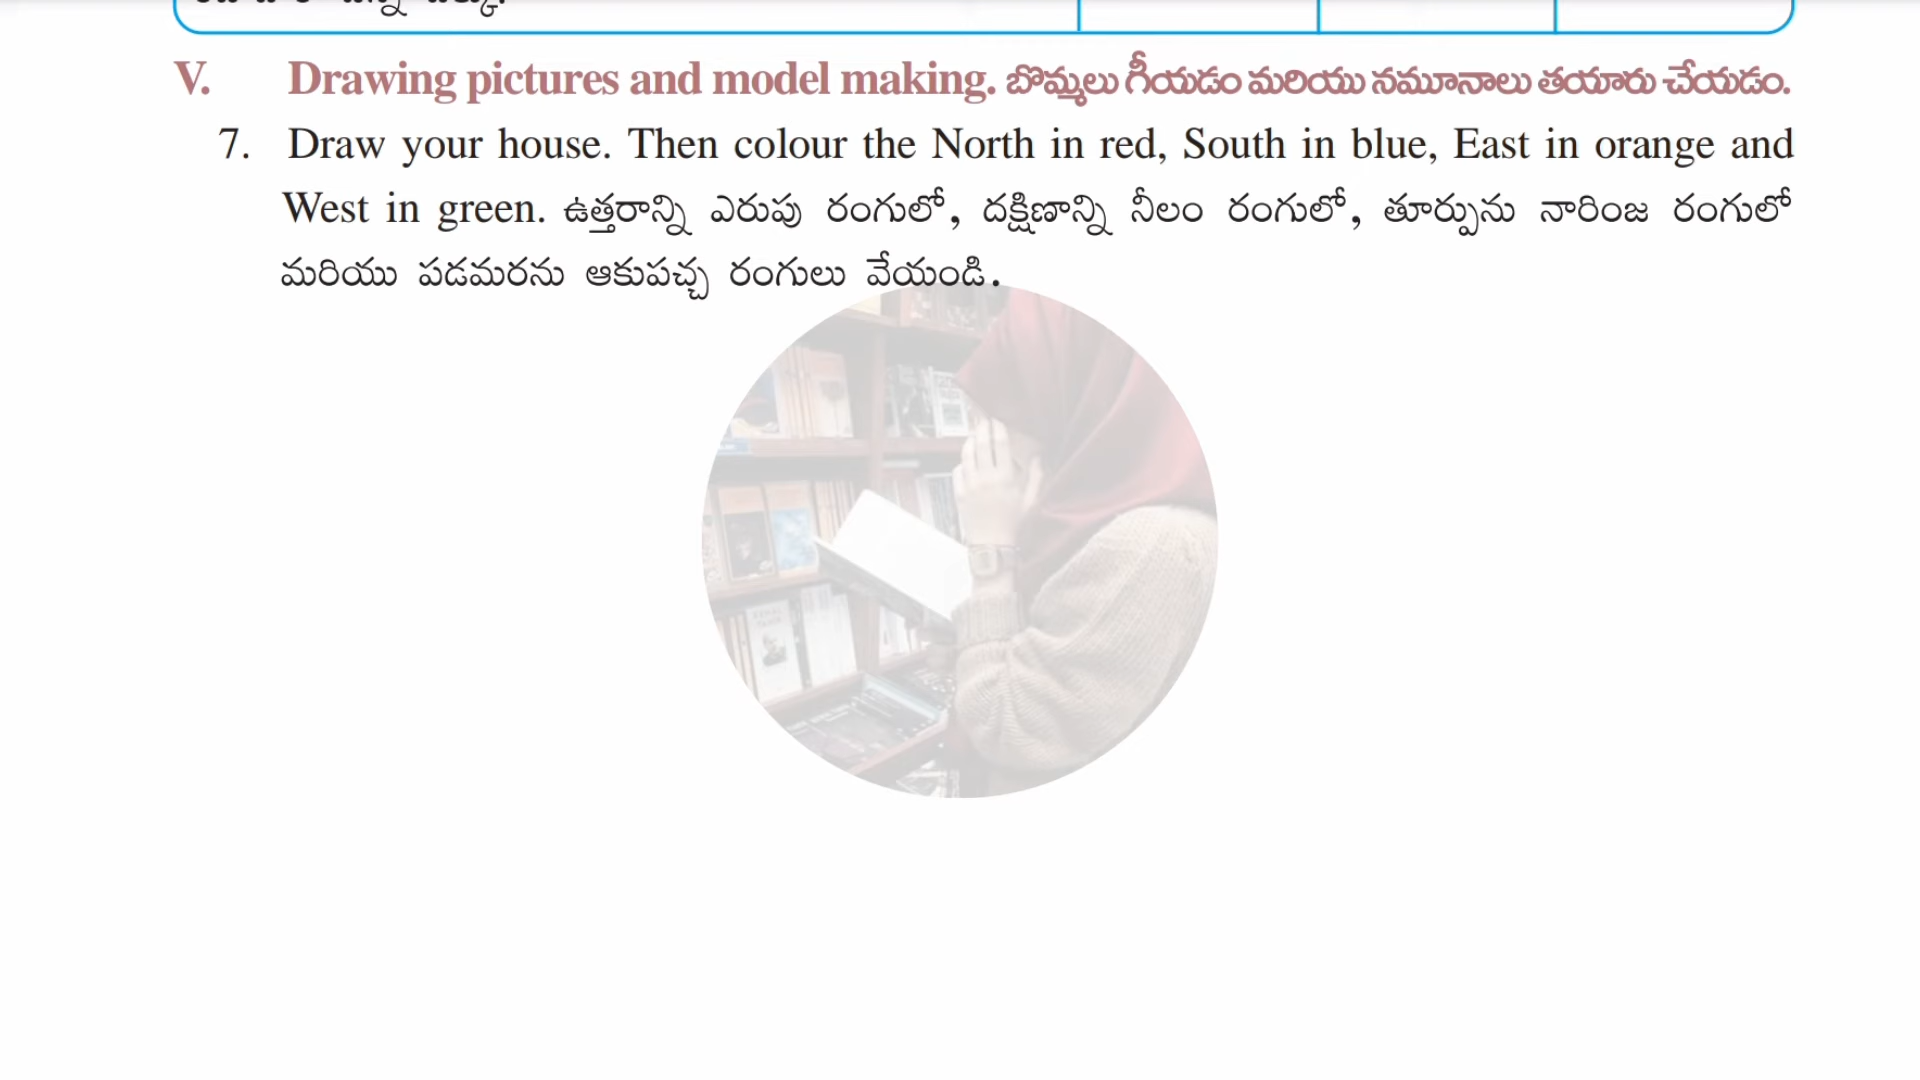 V. Drawing pictures and model making. బొమ్మలు గీయడం మరియు నమూనాలు తయారు చేయడం.
7. Draw your house. Then colour the North in red, South in blue, East in orange and
West in green. ఉత్తరాన్ని ఎరుపు రంగులో, దక్షిణాన్ని నీలం రంగులో, తూర్పును నారింజ రంగులో
మరియు పడమరను ఆకుపచ్చ రంగులు వేయండి.